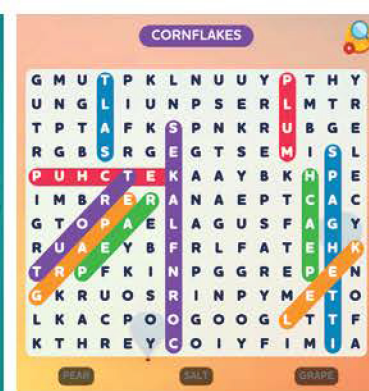 CORNFLAKES
G M U T P K L N U U Y P T H Y
U N G L I U N P S E R L M T R
T P T A F K S P N K R U B G E
R G B S R G E G T S E M I S L
P U H C T E K A A Y B K H P E
I M B R E R A N A E P T C A C
G T O P A E L A G U S F A G Y
R U A E Y B F R L F A T E H K
T R P F K I N P G G R E P E N
G K R U O S R I N P Y M E T O
L K A C P O O G O O G L T T F
K T H R E Y C O I Y F I M I A
PEAR
SALT
GRAPE